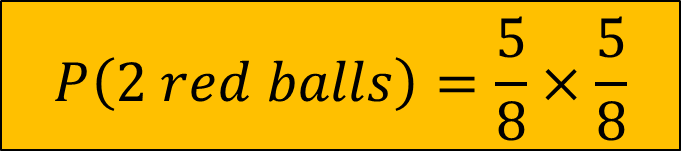 P(2 red balls) = 5/8 × 5/8